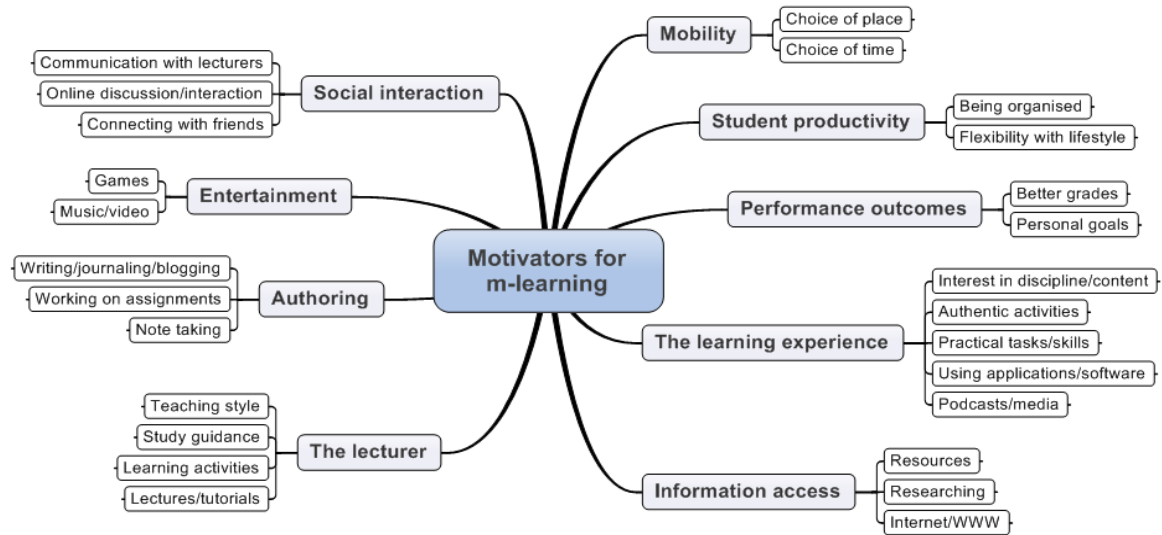 Motivators for
m-learning
Mobility
Choice of place
Choice of time
Student productivity
Being organised
Flexibility with lifestyle
Performance outcomes
Better grades
Personal goals
The learning experience
Interest in discipline/content
Authentic activities
Practical tasks/skills
Using applications/software
Podcasts/media
Information access
Resources
Researching
Internet/WWW
Social interaction
Communication with lecturers
Online discussion/interaction
Connecting with friends
Entertainment
Games
Music/video
Authoring
Writing/journaling/blogging
Working on assignments
Note taking
The lecturer
Teaching style
Study guidance
Learning activities
Lectures/tutorials